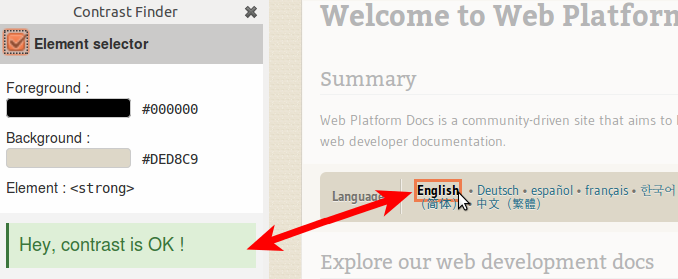 Contrast Finder
Element selector
Foreground :
#000000
Background :
#DED8C9
Element : <strong>
Hey, contrast is OK !
Welcome to Web Platform
Summary
Web Platform Docs is a community-driven site that aims to
web developer documentation.
Language
English • Deutsch • español • français • 한국어
(简体) 中文 (繁體)
Explore our web development docs